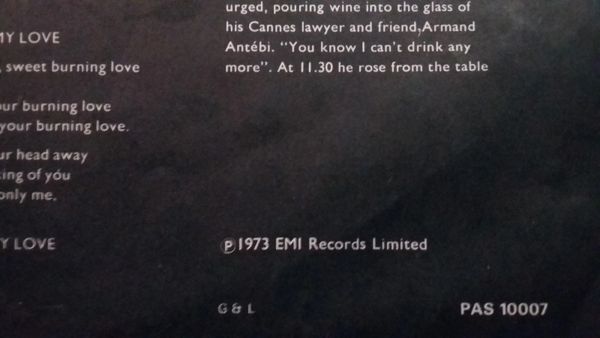 MY LOVE
, sweet burning love
ur burning love
your burning love.
ur head away
ing of you
only me.
Y LOVE
urged, pouring wine into the glass of
his Cannes lawyer and friend,Armand
Antébi. “You know I can't drink any
more”. At 11.30 he rose from the table
℗1973 EMI Records Limited
G & L
PAS 10007